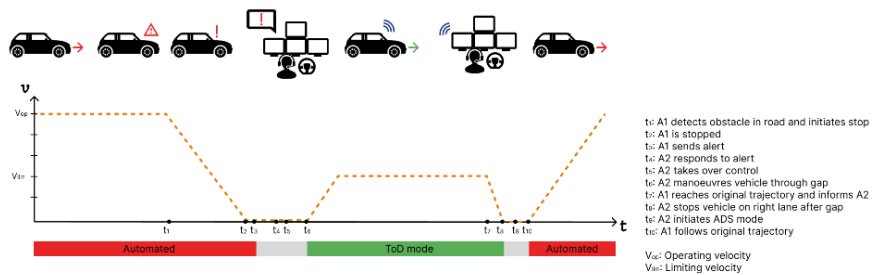 !
!
!
v
Vₒₚ
Vₗᵢₘ
t₁
t₂
t₃
t₄
t₅
t₆
t₇
t₈
t₉
t₁₀
t
Automated
ToD mode
Automated
t₁: A1 detects obstacle in road and initiates stop
t₂: A1 is stopped
t₃: A1 sends alert
t₄: A2 responds to alert
t₅: A2 takes over control
t₆: A2 manoeuvres vehicle through gap
t₇: A1 reaches original trajectory and informs A2
t₈: A2 stops vehicle on right lane after gap
t₉: A2 initiates ADS mode
t₁₀: A1 follows original trajectory
Vₒₚ: Operating velocity
Vₗᵢₘ: Limiting velocity